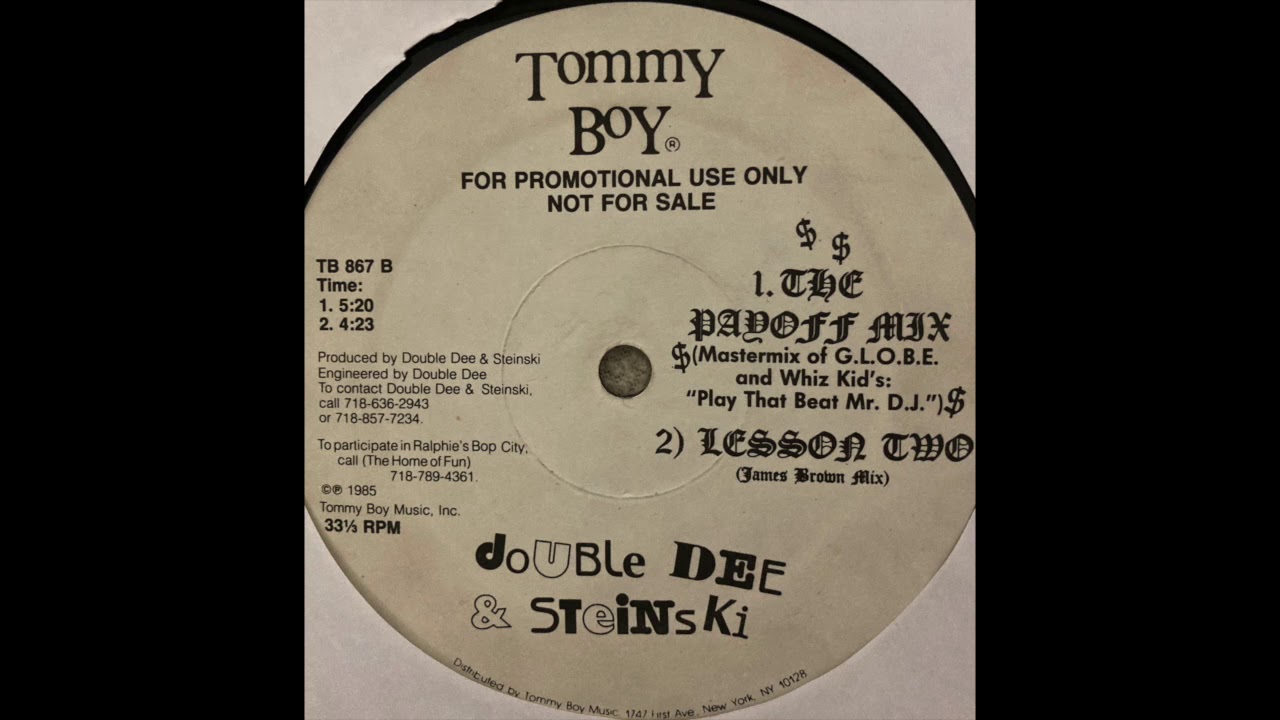 Tommy
Boy®
FOR PROMOTIONAL USE ONLY
NOT FOR SALE
TB 867 B
Time:
1. 5:20
2. 4:23
Produced by Double Dee & Steinski
Engineered by Double Dee
To contact Double Dee & Steinski,
call 718-636-2943
or 718-857-7234.
To participate in Ralphie's Bop City,
call (The Home of Fun)
718-789-4361.
©℗ 1985
Tommy Boy Music, Inc.
33⅓ RPM
$ $
1. THE
PAYOFF MIX
$(Mastermix of G.L.O.B.E.
and Whiz Kid's:
"Play That Beat Mr. D.J.")$
2) LESSON TWO
(James Brown Mix)
doUBLe DEE
& STeiNsKi
Distributed by Tommy Boy Music 1747 First Ave., New York, NY 10128